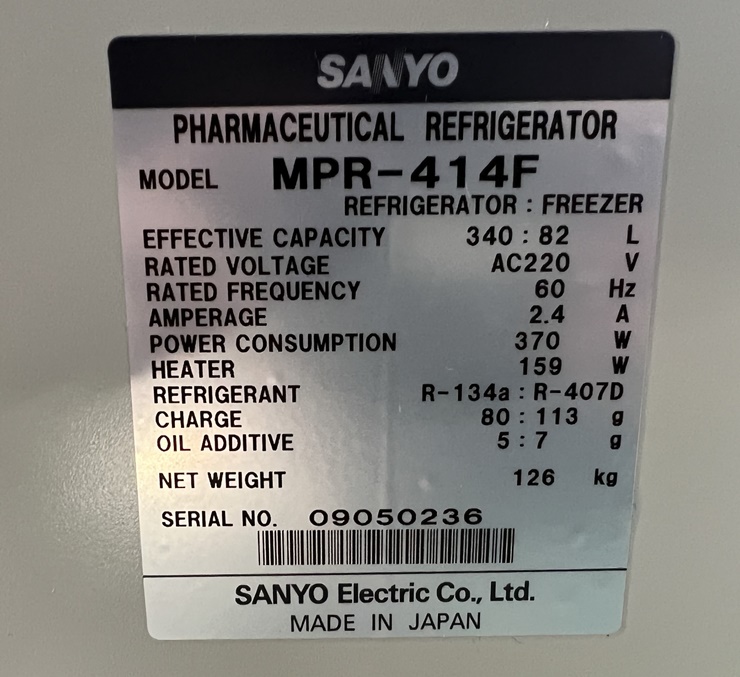 SANYO
PHARMACEUTICAL REFRIGERATOR
MODEL MPR-414F
REFRIGERATOR : FREEZER
EFFECTIVE CAPACITY 340 : 82 L
RATED VOLTAGE AC220 V
RATED FREQUENCY 60 Hz
AMPERAGE 2.4 A
POWER CONSUMPTION 370 W
HEATER 159 W
REFRIGERANT R-134a : R-407D
CHARGE 80 : 113 g
OIL ADDITIVE 5 : 7 g
NET WEIGHT 126 kg
SERIAL NO. 09050236
SANYO Electric Co., Ltd.
MADE IN JAPAN